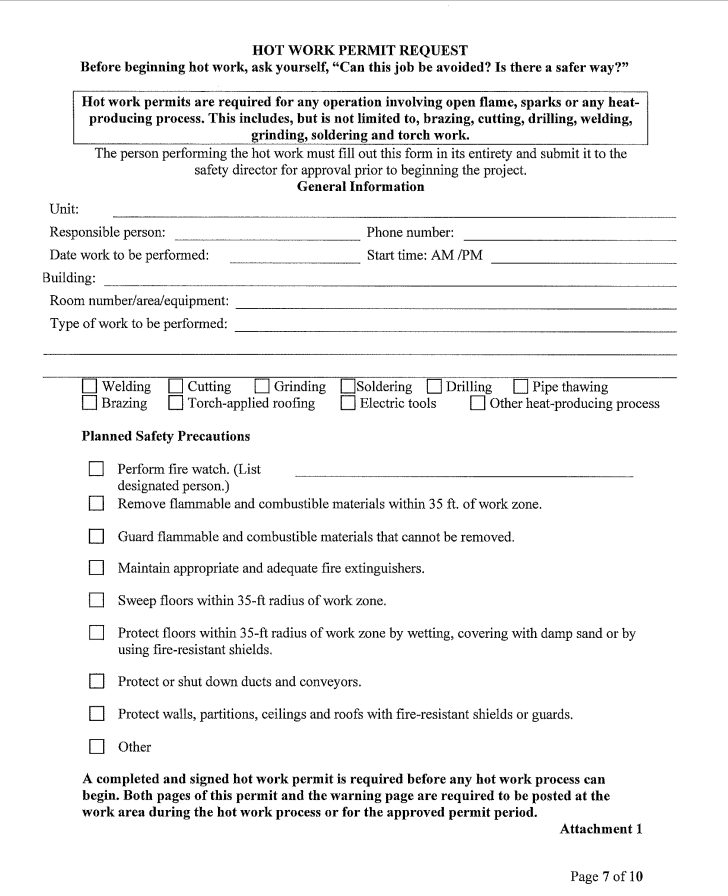 HOT WORK PERMIT REQUEST
Before beginning hot work, ask yourself, “Can this job be avoided? Is there a safer way?”
Hot work permits are required for any operation involving open flame, sparks or any heat-
producing process. This includes, but is not limited to, brazing, cutting, drilling, welding,
grinding, soldering and torch work.
The person performing the hot work must fill out this form in its entirety and submit it to the
safety director for approval prior to beginning the project.
General Information
Unit:
Responsible person: Phone number:
Date work to be performed: Start time: AM /PM
Building:
Room number/area/equipment:
Type of work to be performed:
Welding Cutting Grinding Soldering Drilling Pipe thawing
Brazing Torch-applied roofing Electric tools Other heat-producing process
Planned Safety Precautions
Perform fire watch. (List
designated person.)
Remove flammable and combustible materials within 35 ft. of work zone.
Guard flammable and combustible materials that cannot be removed.
Maintain appropriate and adequate fire extinguishers.
Sweep floors within 35-ft radius of work zone.
Protect floors within 35-ft radius of work zone by wetting, covering with damp sand or by
using fire-resistant shields.
Protect or shut down ducts and conveyors.
Protect walls, partitions, ceilings and roofs with fire-resistant shields or guards.
Other
A completed and signed hot work permit is required before any hot work process can
begin. Both pages of this permit and the warning page are required to be posted at the
work area during the hot work process or for the approved permit period.
Attachment 1
Page 7 of 10